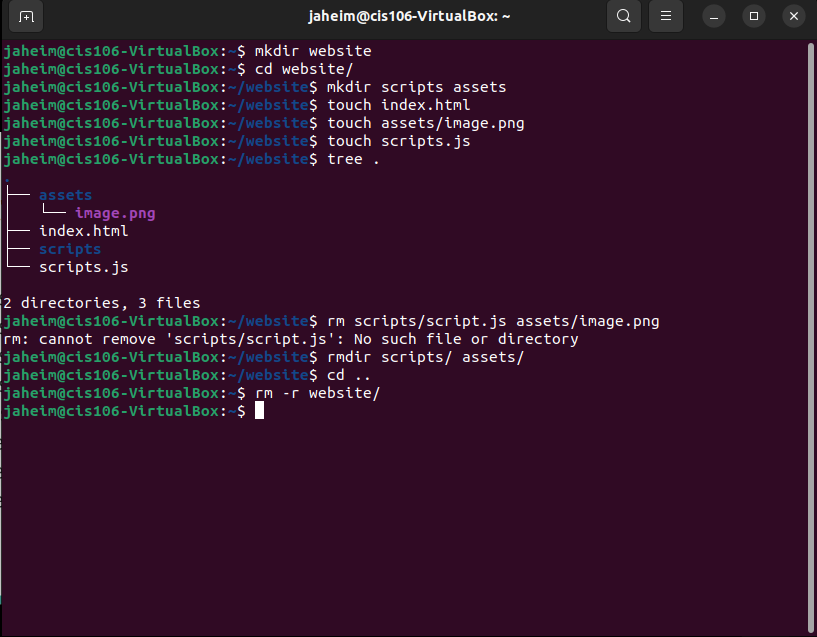 jaheim@cis106-VirtualBox: ~
jaheim@cis106-VirtualBox:~$ mkdir website
jaheim@cis106-VirtualBox:~$ cd website/
jaheim@cis106-VirtualBox:~/website$ mkdir scripts assets
jaheim@cis106-VirtualBox:~/website$ touch index.html
jaheim@cis106-VirtualBox:~/website$ touch assets/image.png
jaheim@cis106-VirtualBox:~/website$ touch scripts.js
jaheim@cis106-VirtualBox:~/website$ tree .
.
├── assets
│   └── image.png
├── index.html
├── scripts
└── scripts.js
2 directories, 3 files
jaheim@cis106-VirtualBox:~/website$ rm scripts/script.js assets/image.png
rm: cannot remove 'scripts/script.js': No such file or directory
jaheim@cis106-VirtualBox:~/website$ rmdir scripts/ assets/
jaheim@cis106-VirtualBox:~/website$ cd ..
jaheim@cis106-VirtualBox:~$ rm -r website/
jaheim@cis106-VirtualBox:~$